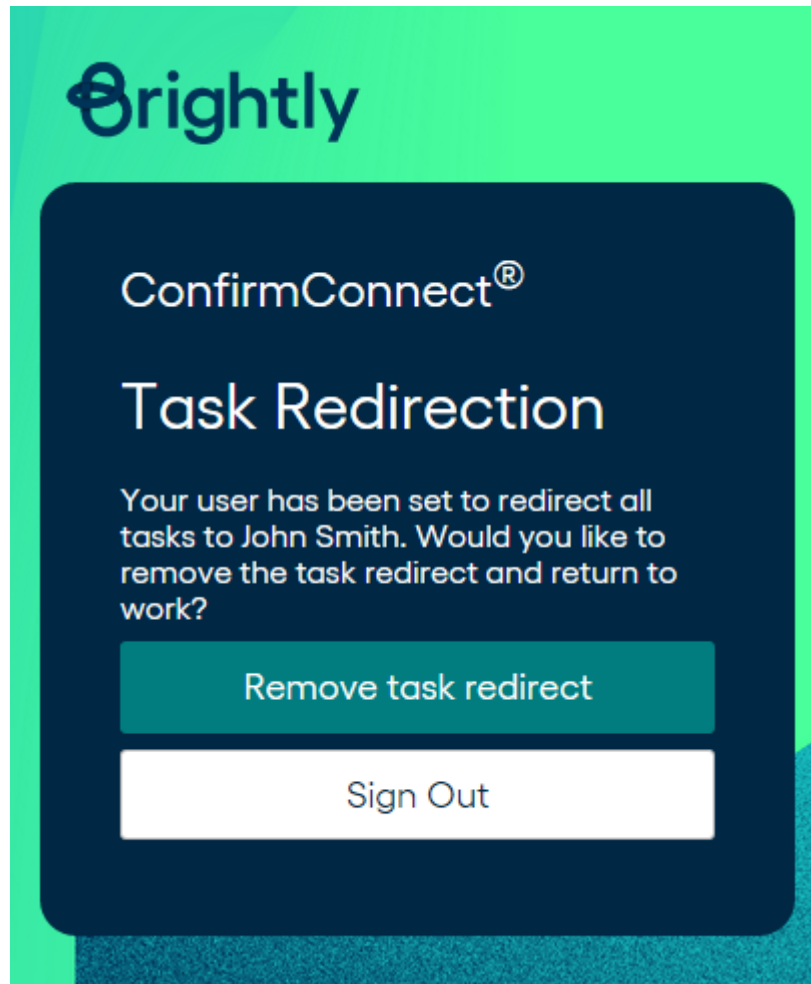 Brightly
ConfirmConnect®
Task Redirection
Your user has been set to redirect all
tasks to John Smith. Would you like to
remove the task redirect and return to
work?
Remove task redirect
Sign Out